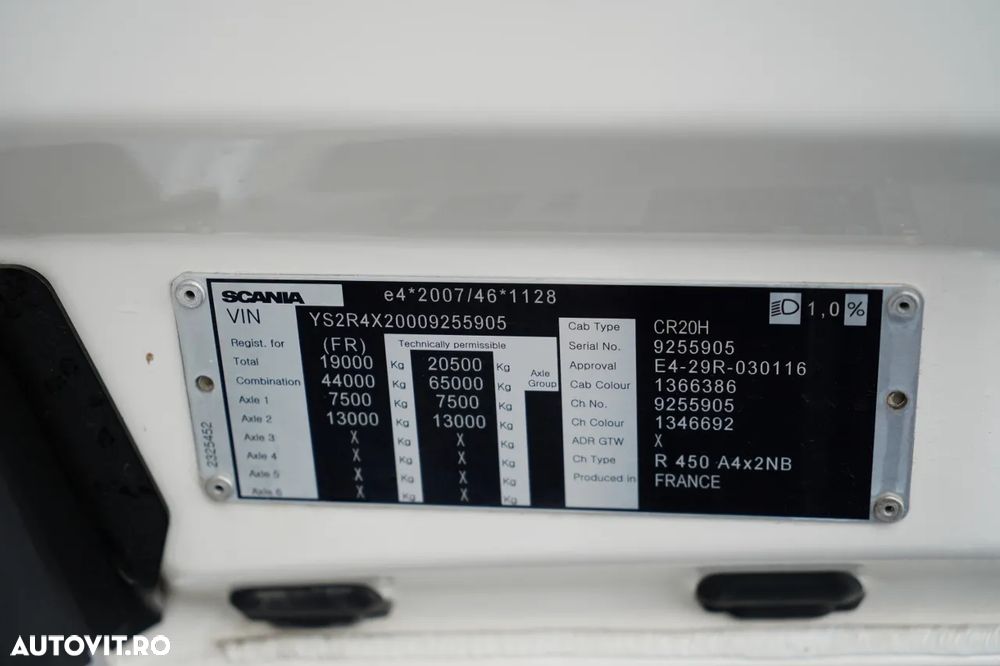 SCANIA e4*2007/46*1128 1,0 %
VIN YS2R4X20009255905
Regist. for (FR) Technically permissible
Total 19000 Kg 20500 Kg Axle Group
Combination 44000 Kg 65000 Kg
Axle 1 7500 Kg 7500 Kg
Axle 2 13000 Kg 13000 Kg
Axle 3 X Kg X Kg
Axle 4 X Kg X Kg
Axle 5 X Kg X Kg
Axle 6 X Kg X Kg
Cab Type CR20H
Serial No. 9255905
Approval E4-29R-030116
Cab Colour 1366386
Ch No. 9255905
Ch Colour 1346692
ADR GTW X
Ch Type R 450 A4x2NB
Produced in FRANCE
2325452
AUTOVIT.RO